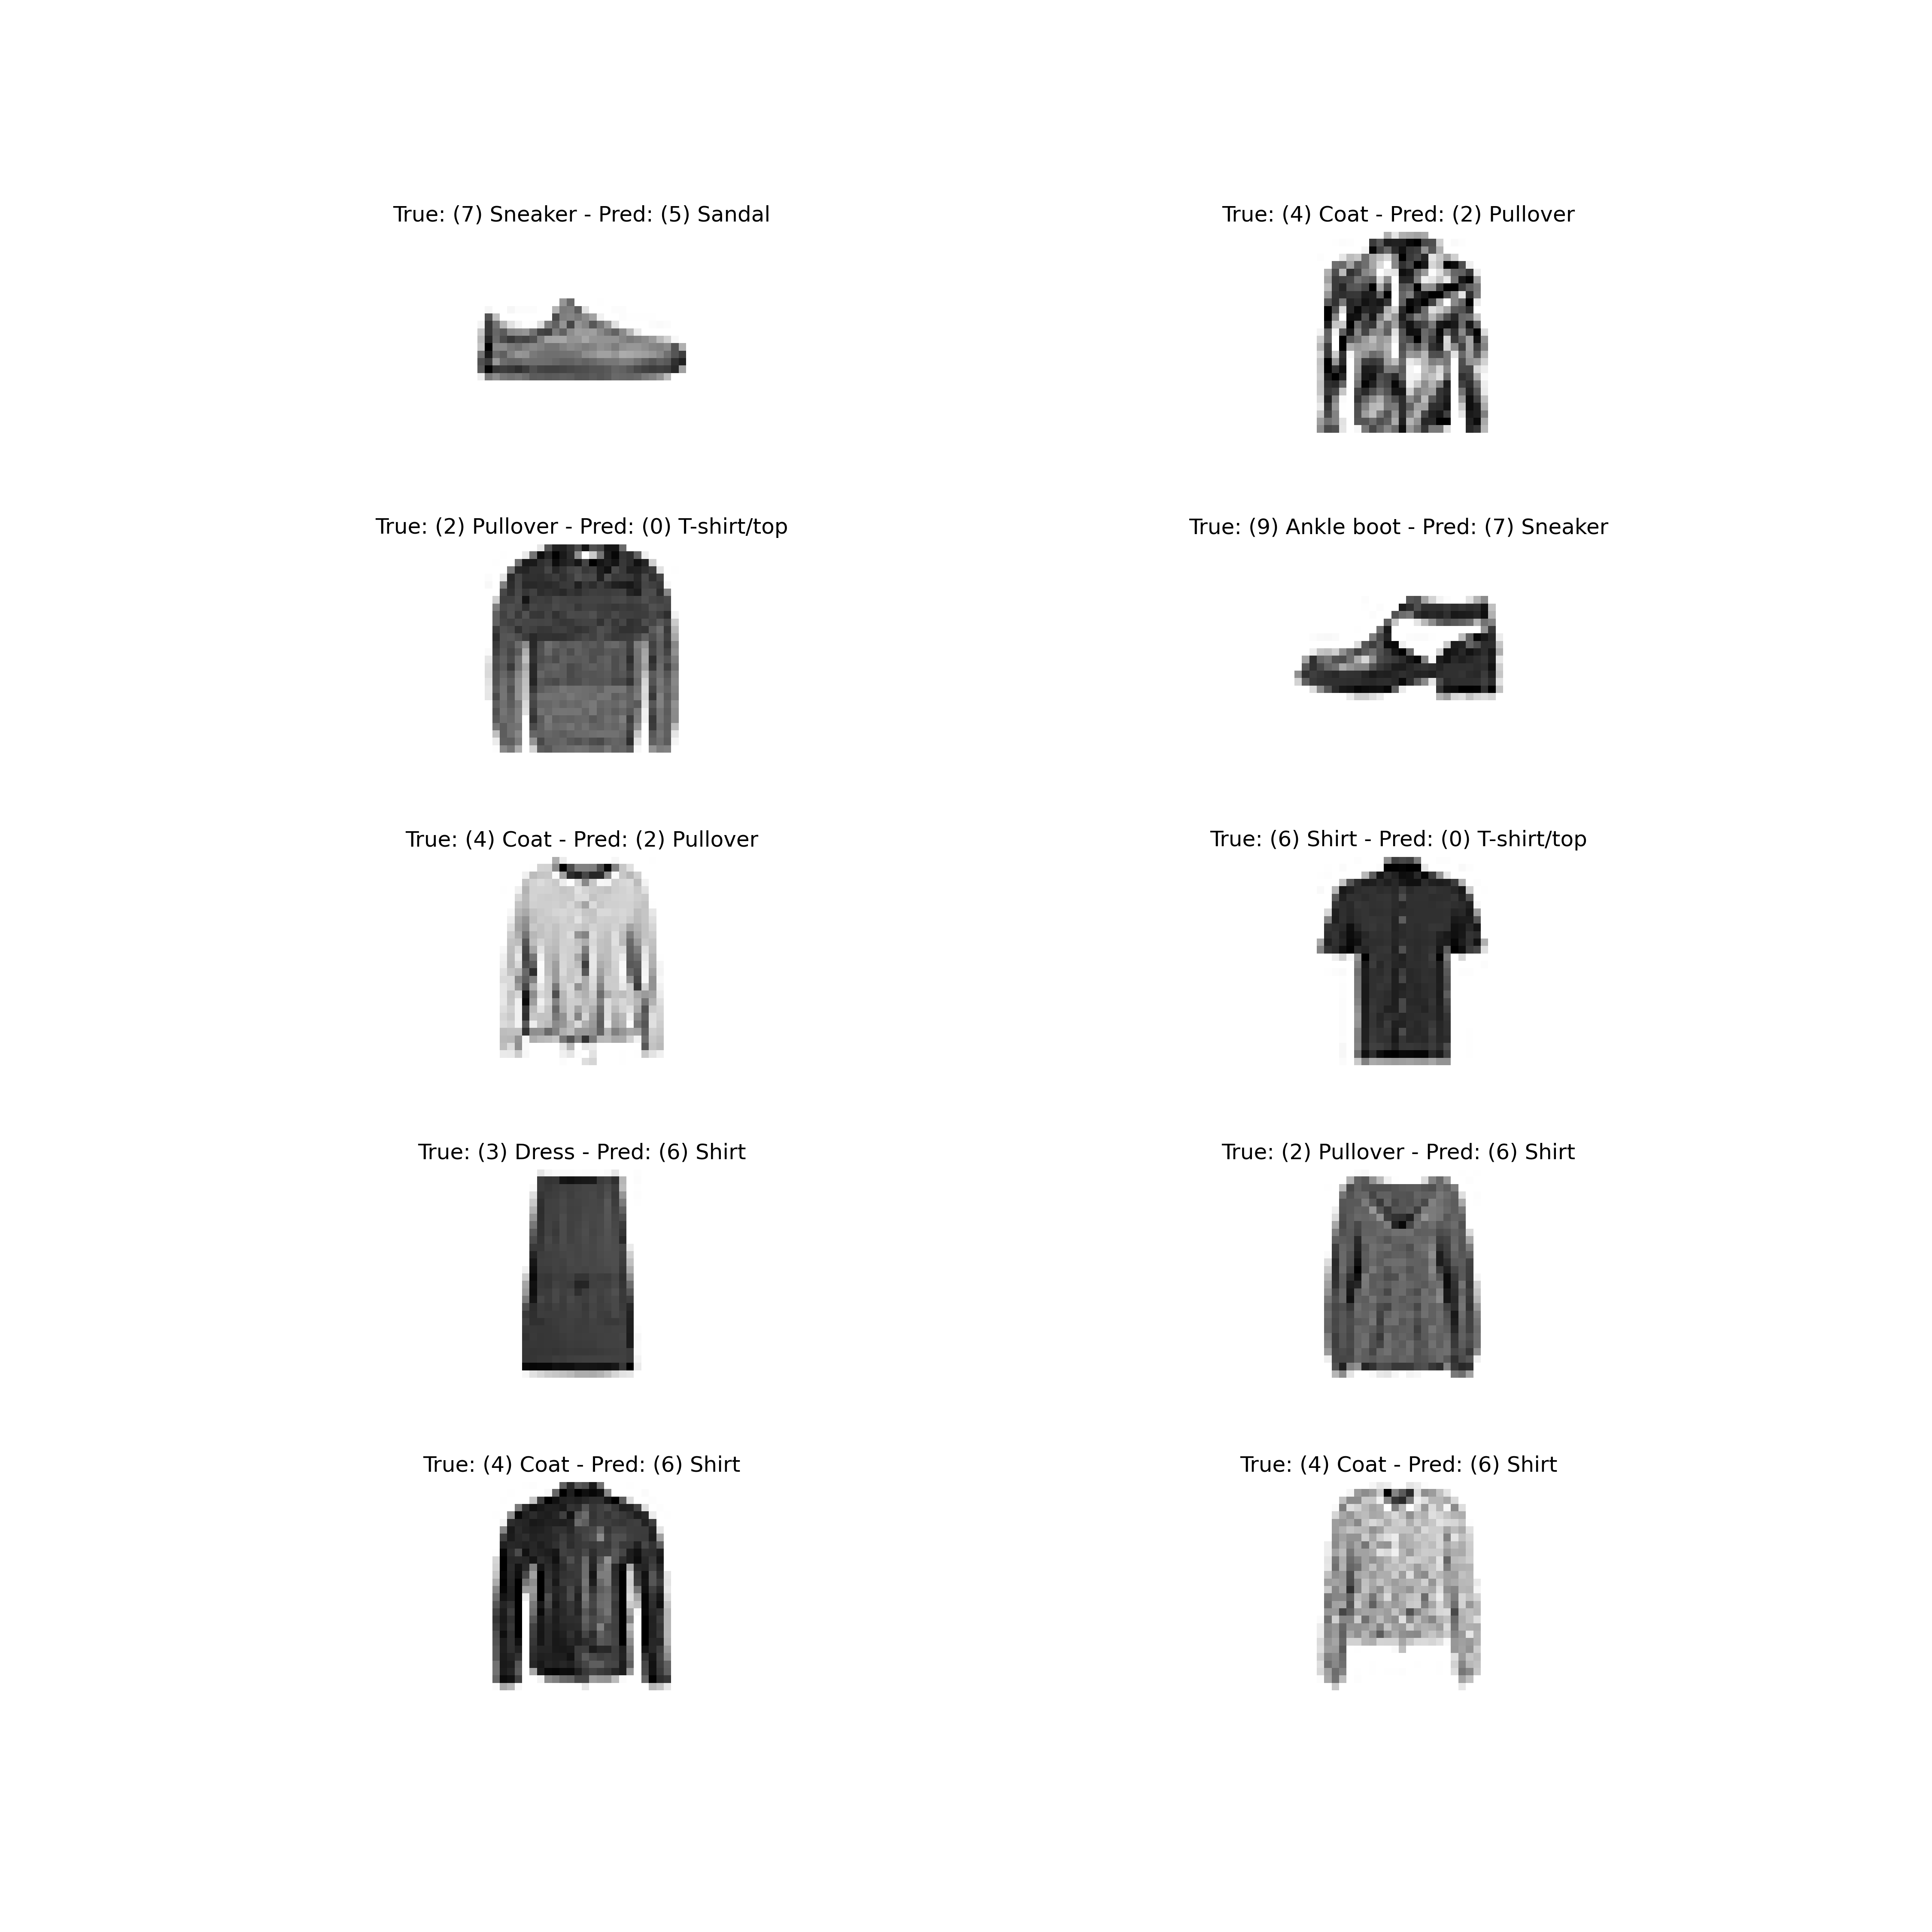 True: (7) Sneaker - Pred: (5) Sandal
True: (4) Coat - Pred: (2) Pullover
True: (2) Pullover - Pred: (0) T-shirt/top
True: (9) Ankle boot - Pred: (7) Sneaker
True: (4) Coat - Pred: (2) Pullover
True: (6) Shirt - Pred: (0) T-shirt/top
True: (3) Dress - Pred: (6) Shirt
True: (2) Pullover - Pred: (6) Shirt
True: (4) Coat - Pred: (6) Shirt
True: (4) Coat - Pred: (6) Shirt